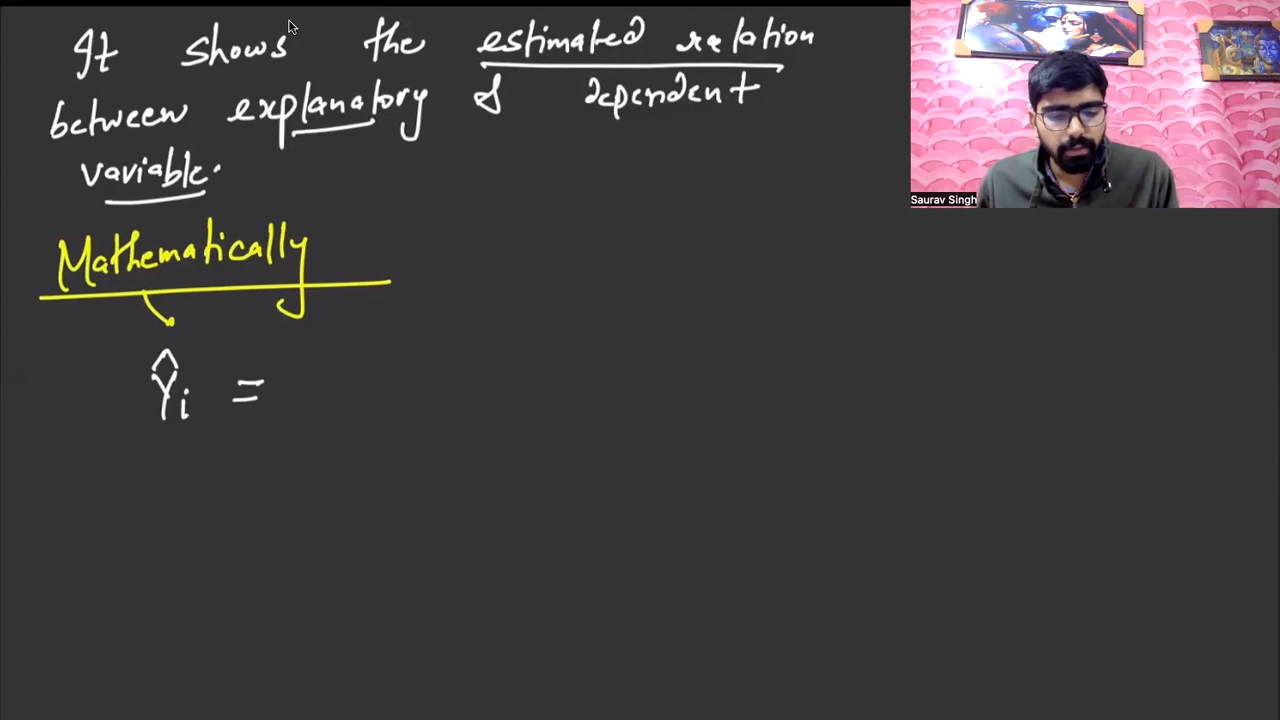 It shows the estimated relation
between explanatory & dependent
variable.
Mathematically
Ŷi =
Saurav Singh